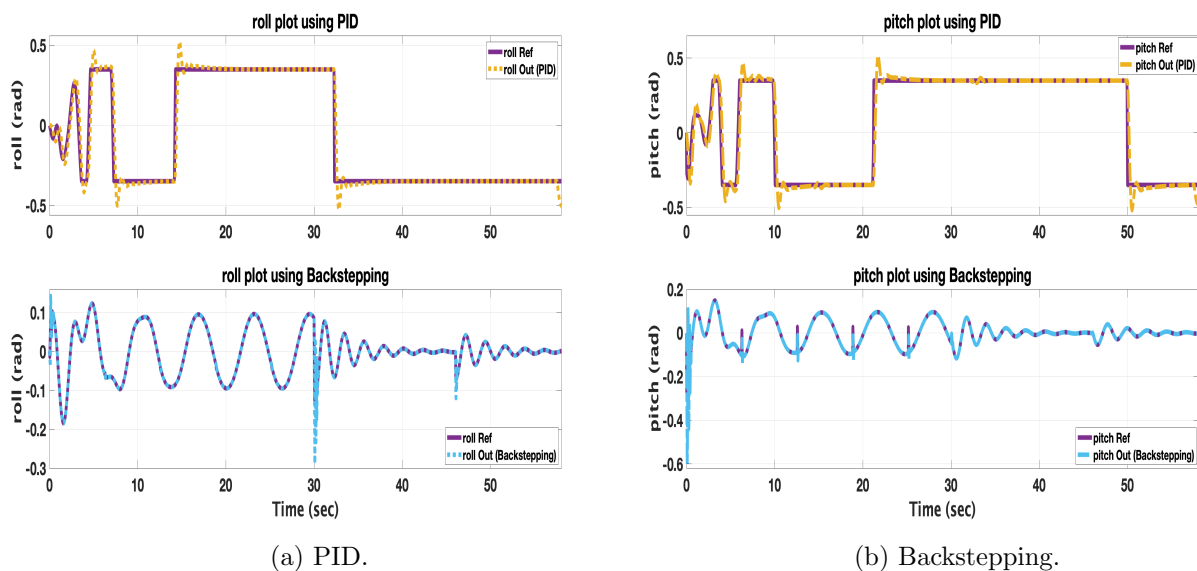 roll plot using PID
0.5
0
-0.5
roll (rad)
roll Ref
roll Out (PID)
0 10 20 30 40 50
roll plot using Backstepping
0.1
0
-0.1
-0.2
-0.3
roll (rad)
roll Ref
roll Out (Backstepping)
0 10 20 30 40 50
Time (sec)
(a) PID.
pitch plot using PID
0.5
0
-0.5
pitch (rad)
pitch Ref
pitch Out (PID)
0 10 20 30 40 50
pitch plot using Backstepping
0.2
0
-0.2
-0.4
-0.6
pitch (rad)
pitch Ref
pitch Out (Backstepping)
0 10 20 30 40 50
Time (sec)
(b) Backstepping.